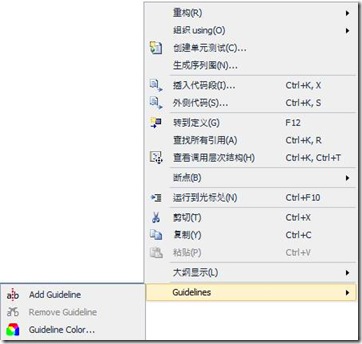 重构(R)
组织 using(O)
创建单元测试(C)...
生成序列图(N)...
插入代码段(I)... Ctrl+K, X
外侧代码(S)... Ctrl+K, S
转到定义(G) F12
查找所有引用(A) Ctrl+K, R
查看调用层次结构(H) Ctrl+K, Ctrl+T
断点(B)
运行到光标处(N) Ctrl+F10
剪切(T) Ctrl+X
复制(Y) Ctrl+C
粘贴(P) Ctrl+V
大纲显示(L)
Guidelines
Add Guideline
Remove Guideline
Guideline Color...